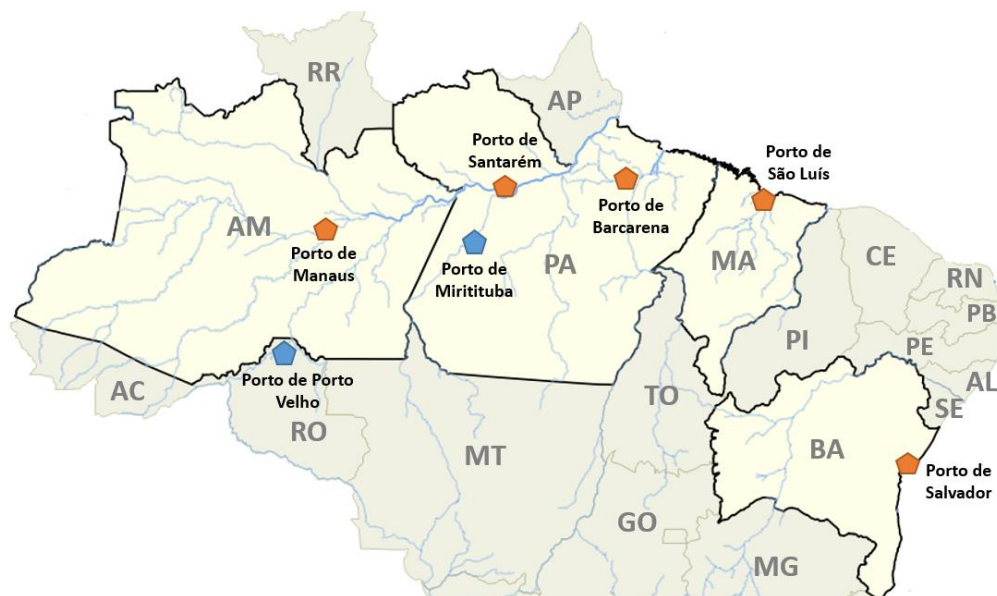 RR
AP
Porto de
Santarém
Porto de
São Luís
Porto de
Barcarena
AM
Porto de
Manaus
Porto de
Miritituba
PA
MA
CE
RN
PB
PI
PE
AL
SE
AC
Porto de Porto
Velho
RO
TO
MT
BA
Porto de
Salvador
GO
MG